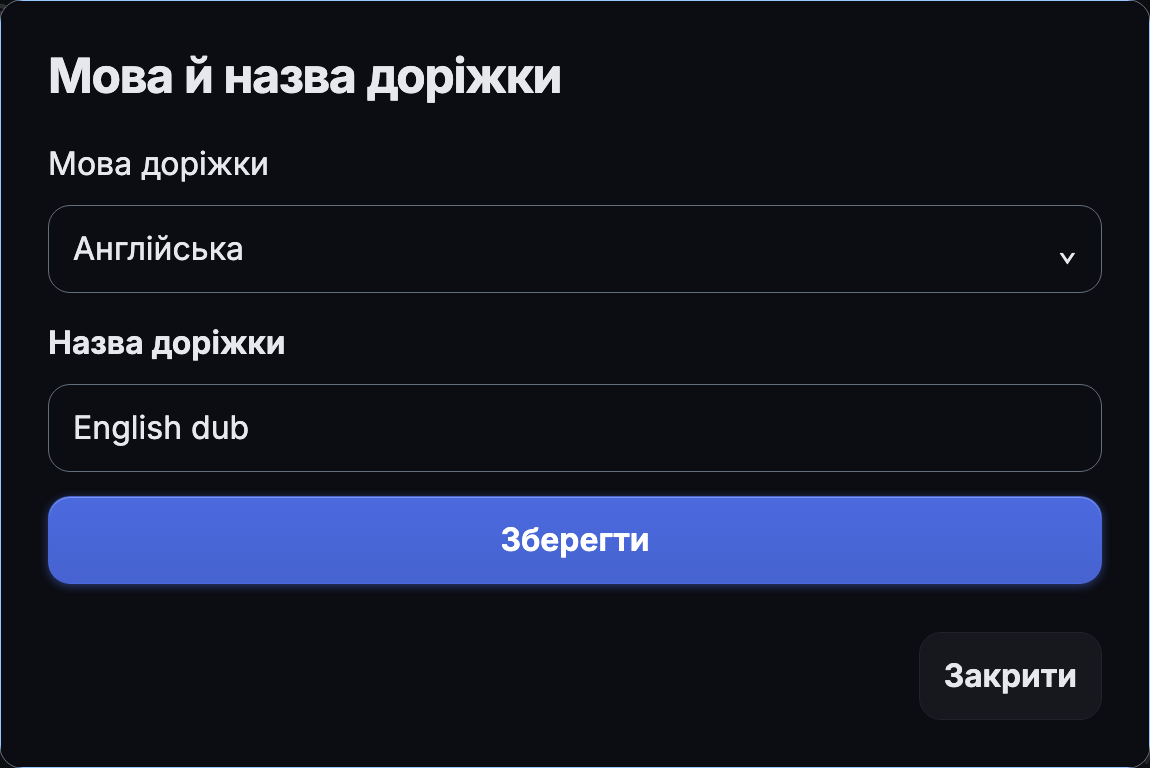 Мова й назва доріжки
Мова доріжки
Англійська
Назва доріжки
English dub
Зберегти
Закрити